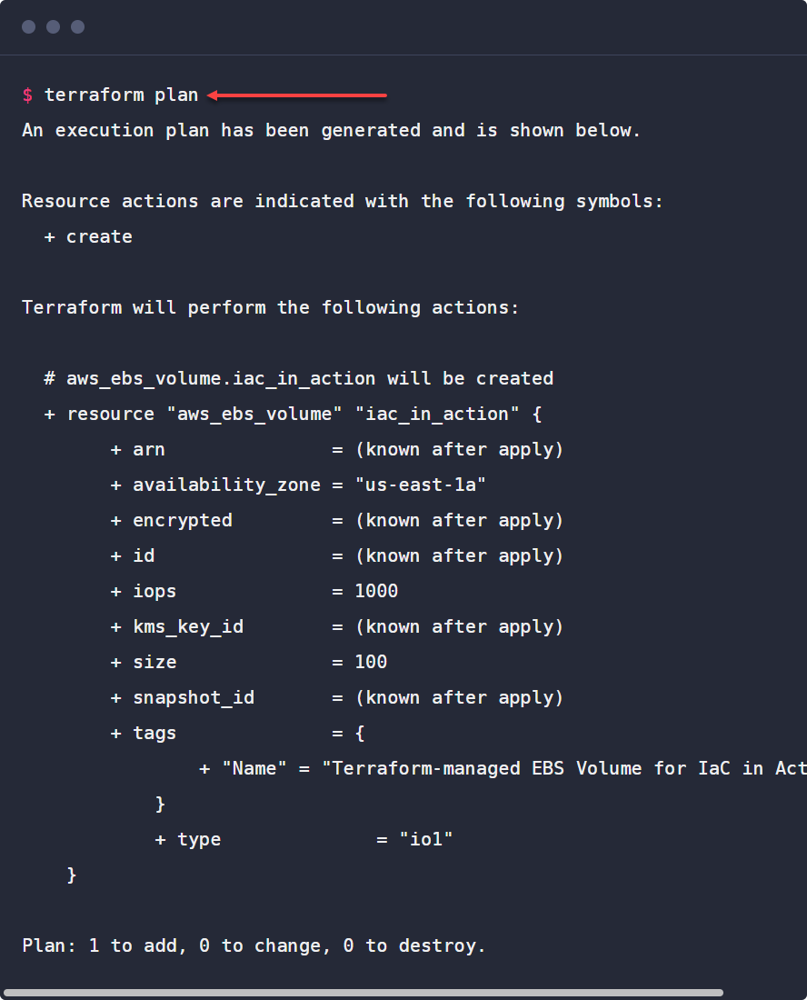 $ terraform plan
An execution plan has been generated and is shown below.
Resource actions are indicated with the following symbols:
+ create
Terraform will perform the following actions:
# aws_ebs_volume.iac_in_action will be created
+ resource "aws_ebs_volume" "iac_in_action" {
+ arn = (known after apply)
+ availability_zone = "us-east-1a"
+ encrypted = (known after apply)
+ id = (known after apply)
+ iops = 1000
+ kms_key_id = (known after apply)
+ size = 100
+ snapshot_id = (known after apply)
+ tags = {
+ "Name" = "Terraform-managed EBS Volume for IaC in Act
}
+ type = "io1"
}
Plan: 1 to add, 0 to change, 0 to destroy.